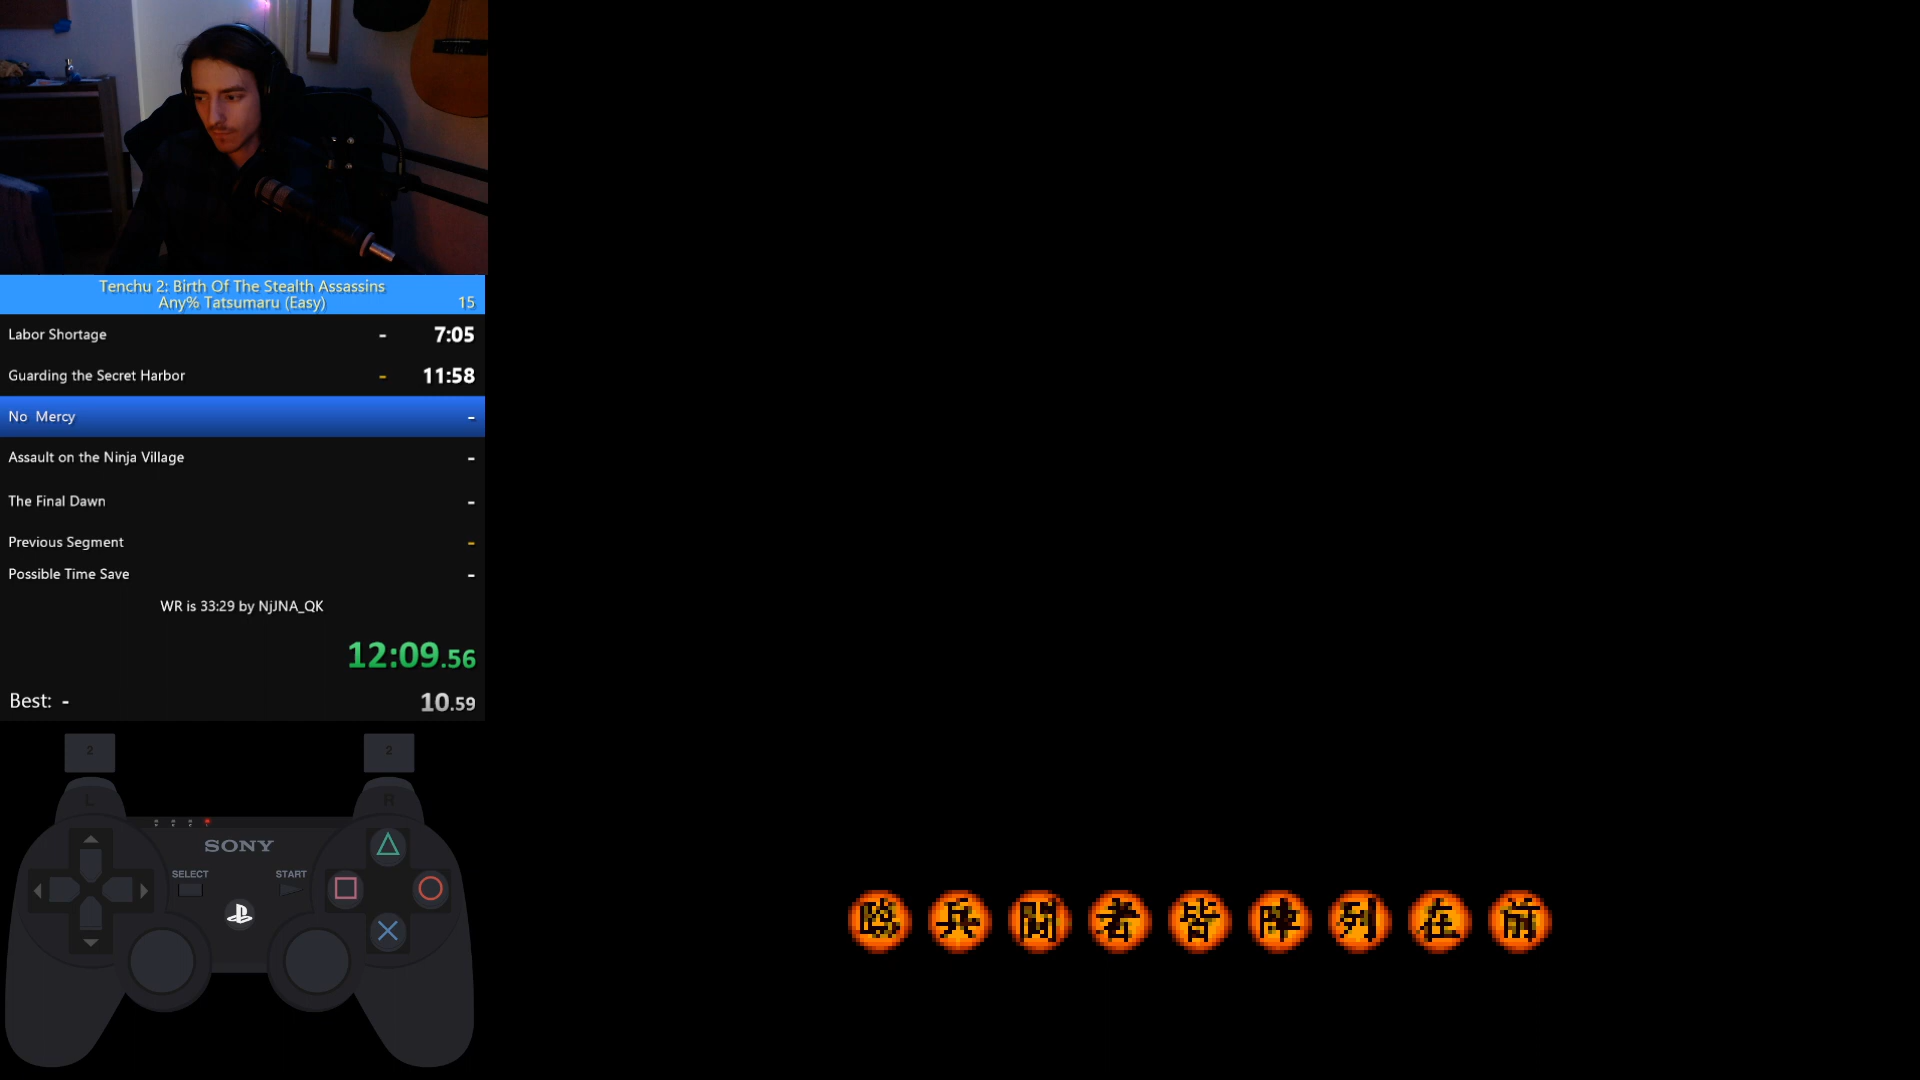 Tenchu 2: Birth Of The Stealth Assassins
Any% Tatsumaru (Easy) 15
Labor Shortage - 7:05
Guarding the Secret Harbor - 11:58
No Mercy -
Assault on the Ninja Village -
The Final Dawn -
Previous Segment -
Possible Time Save -
WR is 33:29 by NjJNA_QK
12:09.56
Best: - 10.59
2 2
L R
SONY
SELECT START
臨 兵 闘 者 皆 陣 列 在 前